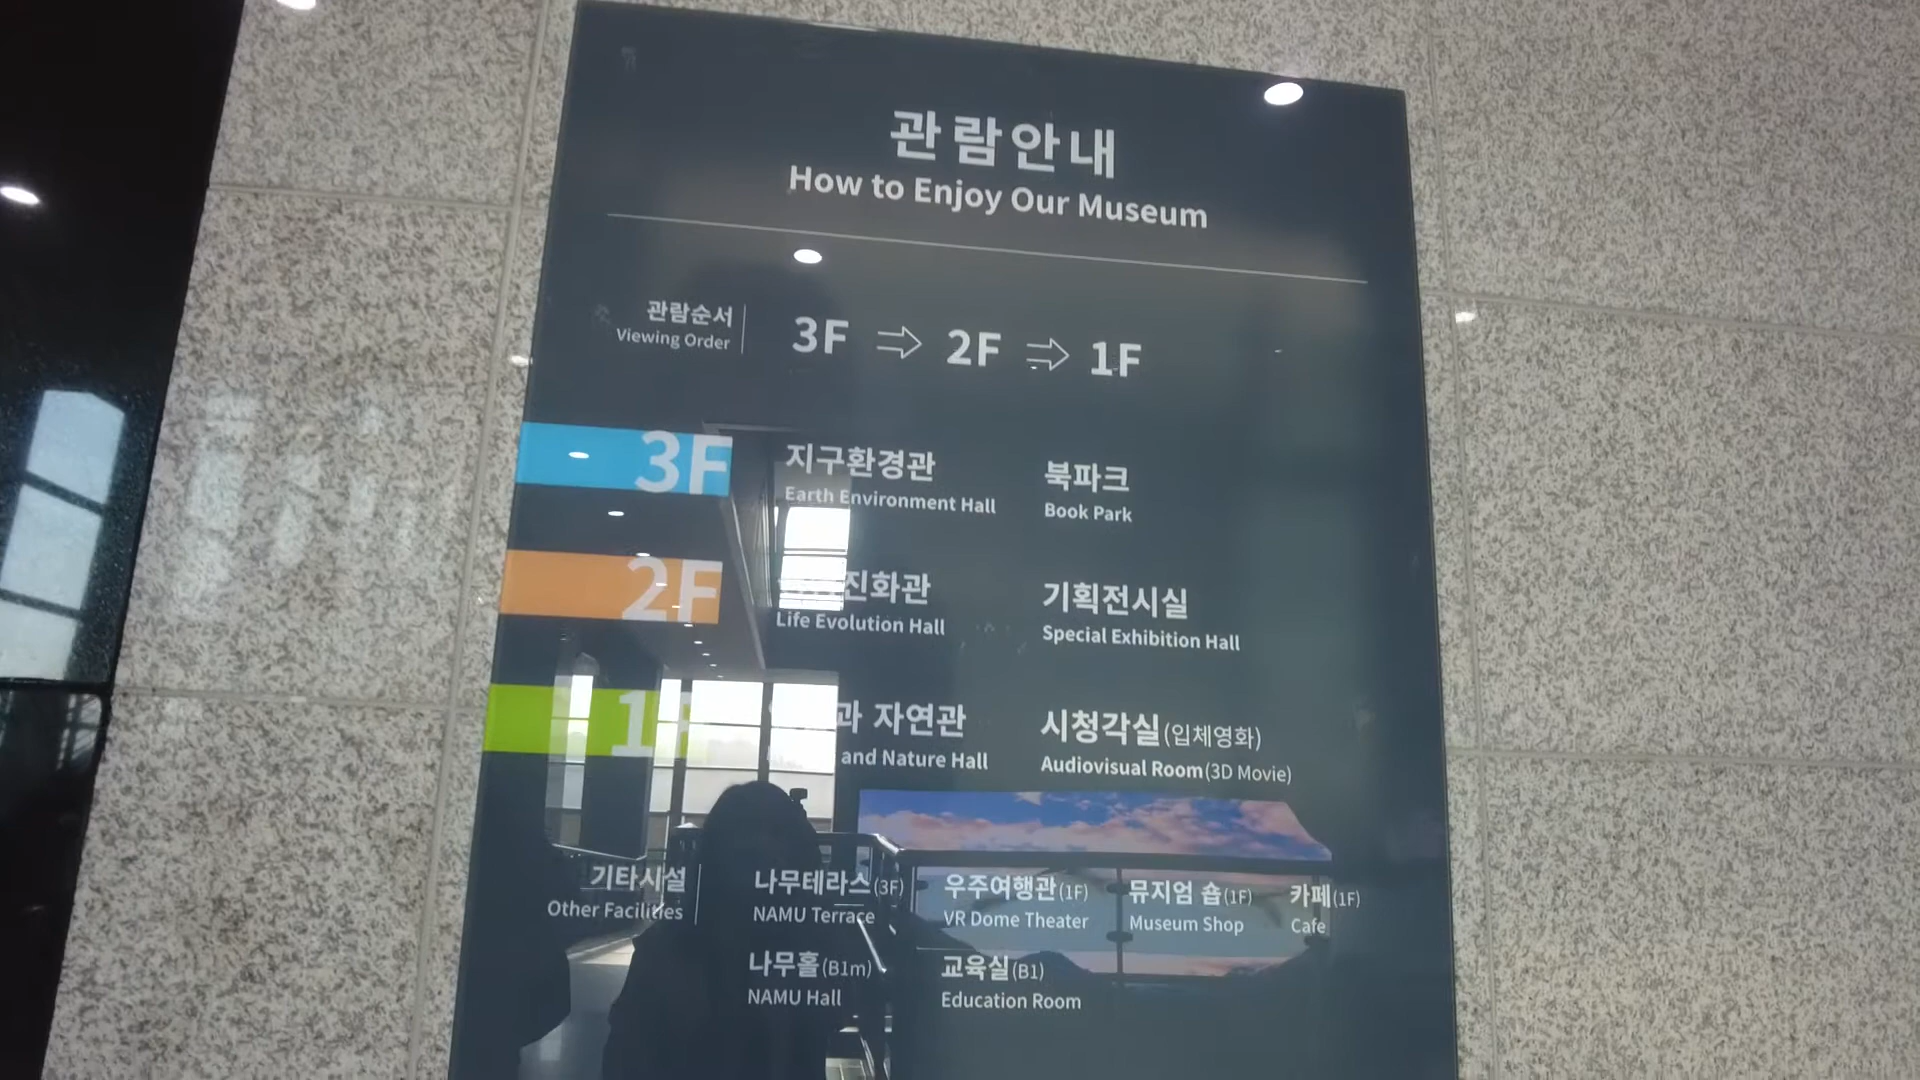 관람안내
How to Enjoy Our Museum
관람순서
Viewing Order
3F ⇨ 2F ⇨ 1F
3F
지구환경관
Earth Environment Hall
북파크
Book Park
2F
진화관
Life Evolution Hall
기획전시실
Special Exhibition Hall
1F
과 자연관
and Nature Hall
시청각실(입체영화)
Audiovisual Room(3D Movie)
기타시설
Other Facilities
나무테라스(3F)
NAMU Terrace
우주여행관(1F)
VR Dome Theater
뮤지엄 숍(1F)
Museum Shop
카페(1F)
Cafe
나무홀(B1m)
NAMU Hall
교육실(B1)
Education Room